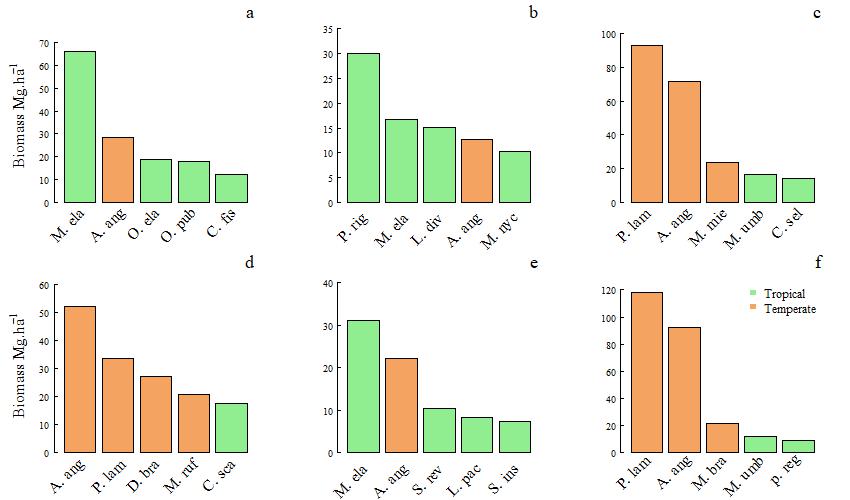 a
Biomass Mg.ha⁻¹
70
60
50
40
30
20
10
0
M. ela
A. ang
O. ela
O. pub
C. fis
b
35
30
25
20
15
10
5
0
P. rig
M. ela
L. div
A. ang
M. nyc
c
100
80
60
40
20
0
P. lam
A. ang
M. mie
M. umb
C. sel
d
Biomass Mg.ha⁻¹
60
50
40
30
20
10
0
A. ang
P. lam
D. bra
M. ruf
C. sca
e
40
30
20
10
0
M. ela
A. ang
S. rev
L. pac
S. ins
f
Tropical
Temperate
120
100
80
60
40
20
0
P. lam
A. ang
M. bra
M. umb
p. reg